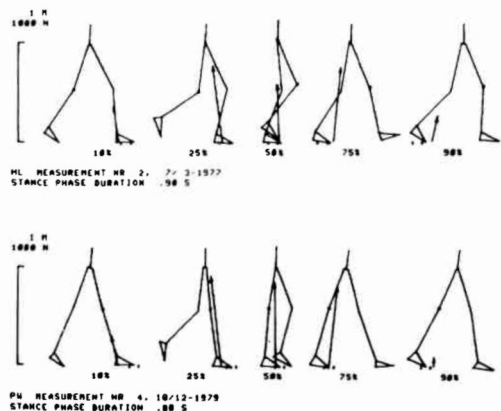 1 M
1000 N
10% 25% 50% 75% 90%
HL MEASUREMENT NR 2. 7/ 3-1977
STANCE PHASE DURATION .90 S
1 M
1000 N
10% 25% 50% 75% 90%
PW MEASUREMENT NR 4. 10/12-1979
STANCE PHASE DURATION .80 S